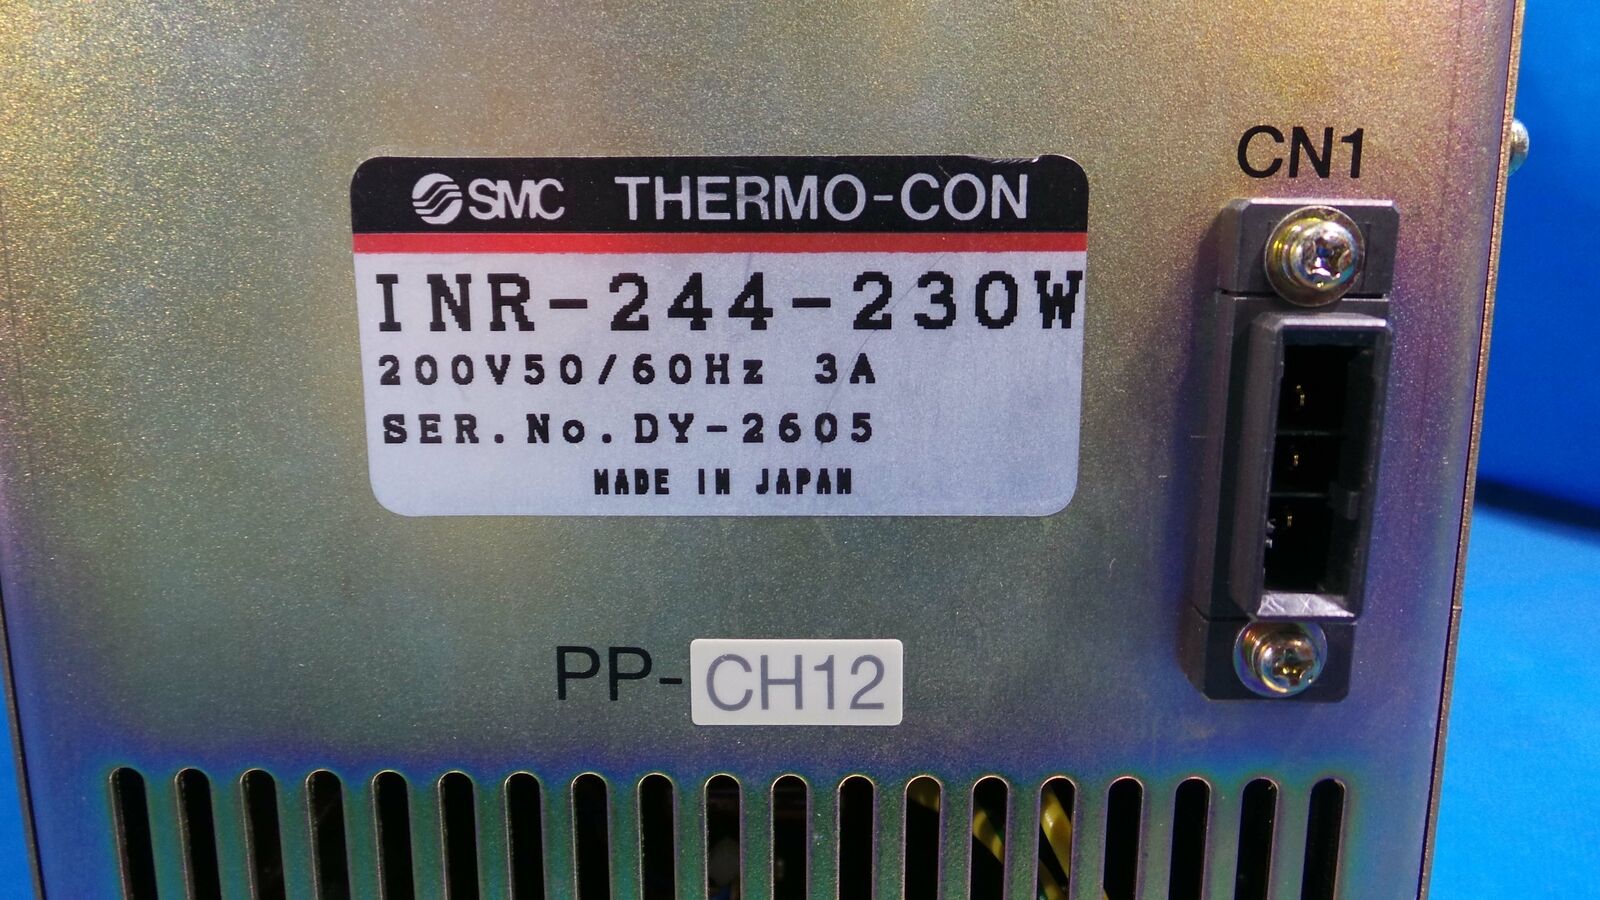 CN1
SMC THERMO-CON
INR-244-230W
200V50/60Hz 3A
SER.No.DY-2605
MADE IN JAPAN
PP-CH12